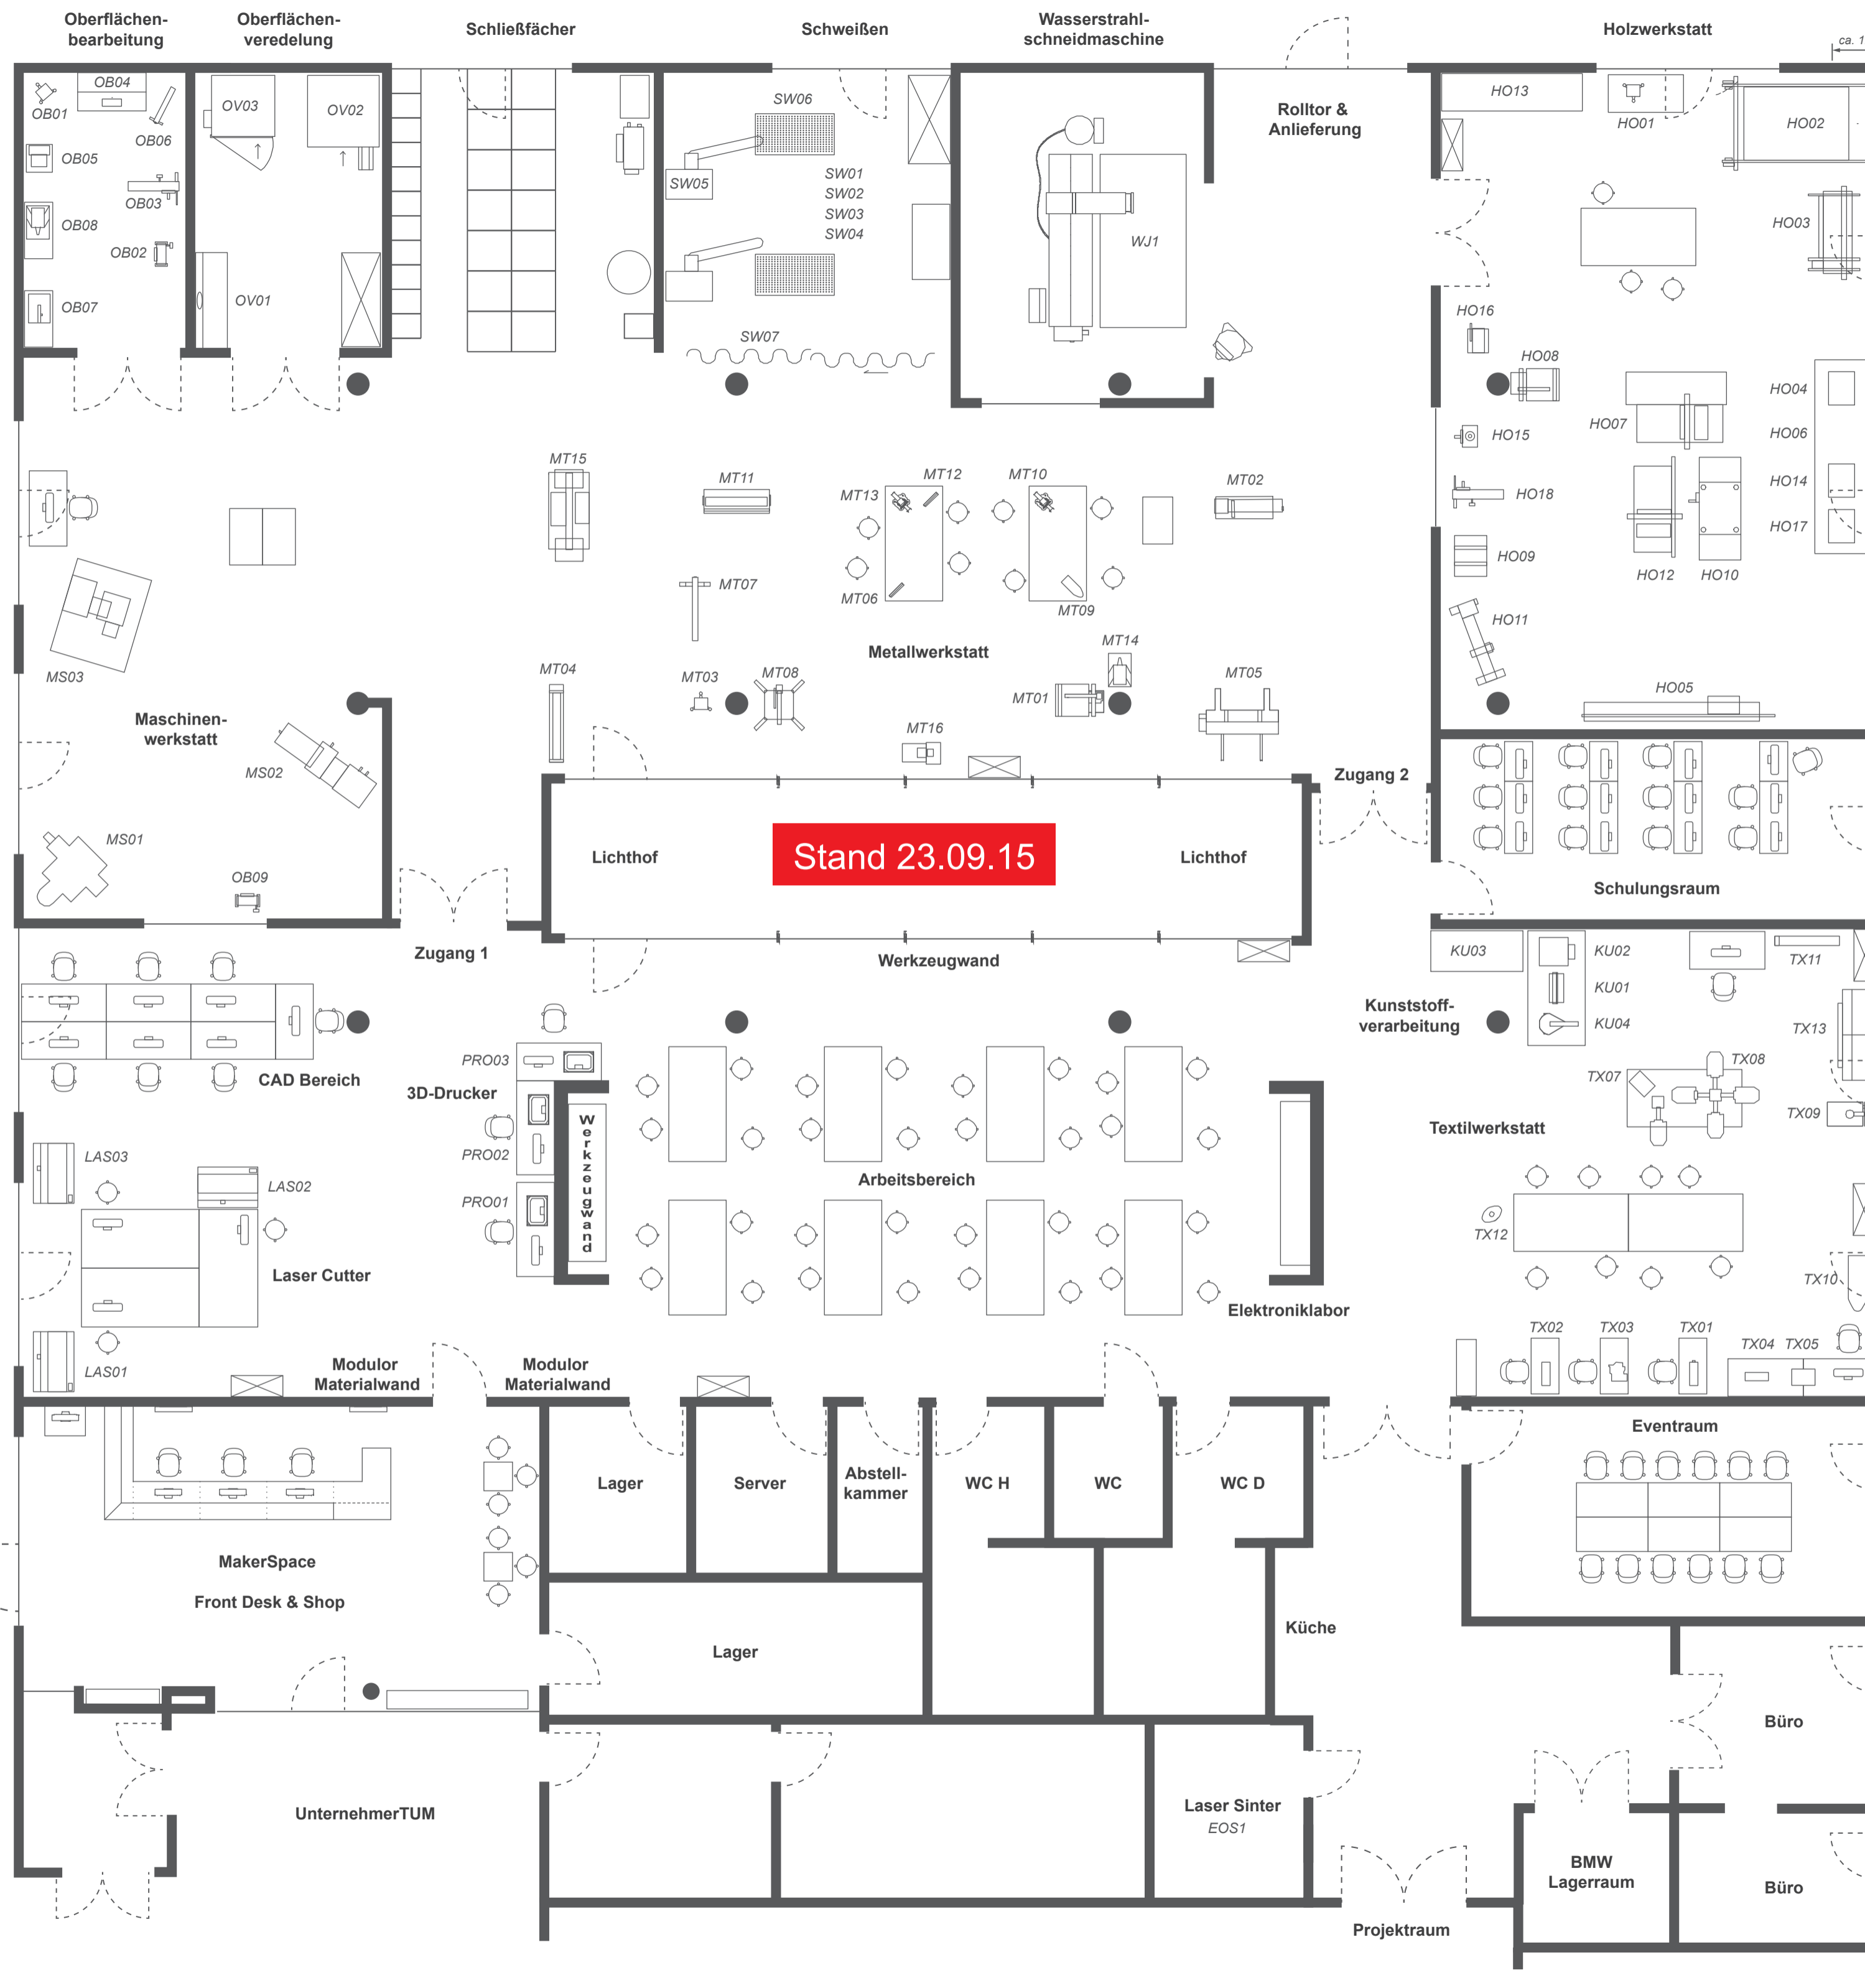 Oberflächen-
bearbeitung
Oberflächen-
veredelung
Schließfächer
Schweißen
Wasserstrahl-
schneidmaschine
Holzwerkstatt
ca. 1
OB01
OB04
OB06
OB05
OB03
OB08
OB02
OB07
OV03
OV02
OV01
SW06
SW05
SW01
SW02
SW03
SW04
SW07
WJ1
Rolltor &
Anlieferung
HO13
HO01
HO02
HO03
HO16
HO08
HO04
HO07
HO06
HO15
HO14
HO18
HO17
HO09
HO12
HO10
HO11
HO05
MT15
MT11
MT13
MT12
MT10
MT02
MT07
MT06
MT09
Metallwerkstatt
MT14
MT04
MT03
MT08
MT01
MT05
MT16
MS03
Maschinen-
werkstatt
MS02
MS01
OB09
Zugang 2
Lichthof
Stand 23.09.15
Lichthof
Schulungsraum
Zugang 1
Werkzeugwand
KU03
KU02
KU01
KU04
TX11
Kunststoff-
verarbeitung
TX13
CAD Bereich
PRO03
3D-Drucker
PRO02
PRO01
Werkzeugwand
TX07
TX08
TX09
Textilwerkstatt
LAS03
LAS02
Arbeitsbereich
TX12
Laser Cutter
TX10
Elektroniklabor
LAS01
TX02
TX03
TX01
TX04
TX05
Modulor
Materialwand
Modulor
Materialwand
Eventraum
Lager
Server
Abstell-
kammer
WC H
WC
WC D
MakerSpace
Front Desk & Shop
Lager
Küche
Büro
UnternehmerTUM
Laser Sinter
EOS1
BMW
Lagerraum
Büro
Projektraum